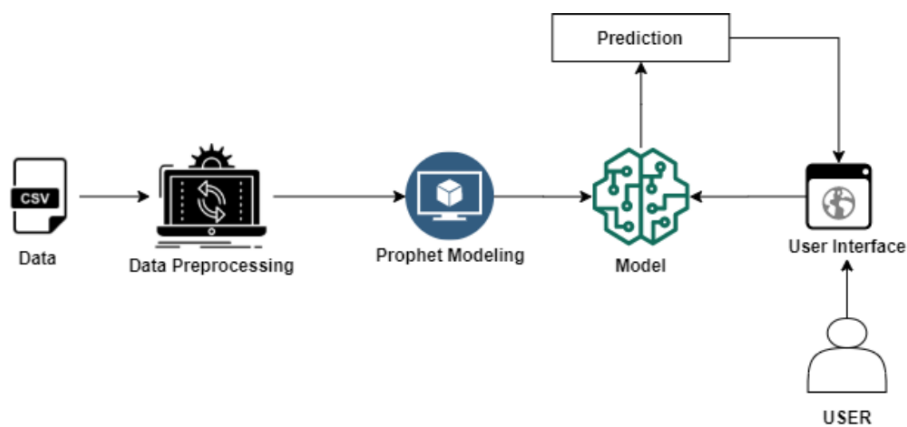 Prediction
CSV
Data
Data Preprocessing
Prophet Modeling
Model
User Interface
USER